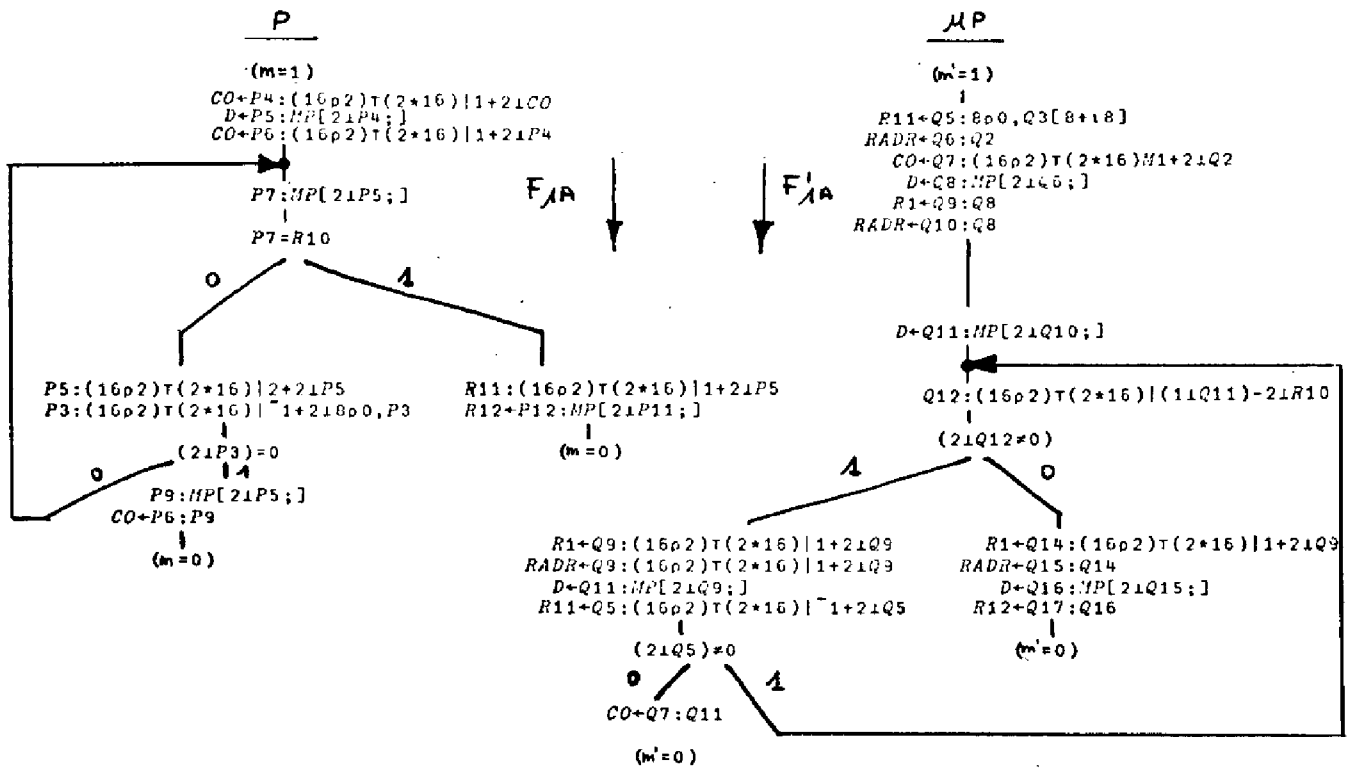 P
(m=1)
CO←P4:(16ρ2)⊤(2*16)|1+2⊥CO
D←P5:MP[2⊥P4;]
CO←P6:(16ρ2)⊤(2*16)|1+2⊥P4
P7:MP[2⊥P5;]
P7=R10
0
1
P5:(16ρ2)⊤(2*16)|2+2⊥P5
P3:(16ρ2)⊤(2*16)|¯1+2⊥8ρ0,P3
(2⊥P3)=0
0
1
P9:MP[2⊥P5;]
CO←P6:P9
(m=0)
R11:(16ρ2)⊤(2*16)|1+2⊥P5
R12←P12:MP[2⊥P11;]
(m=0)
F1A
F'1A
μP
(m'=1)
R11←Q5:8ρ0,Q3[8+ι8]
RADR←Q6:Q2
CO←Q7:(16ρ2)⊤(2*16)M1+2⊥Q2
D←Q8:MP[2⊥Q6;]
R1←Q9:Q8
RADR←Q10:Q8
D←Q11:MP[2⊥Q10;]
Q12:(16ρ2)⊤(2*16)|(1⊥Q11)-2⊥R10
(2⊥Q12≠0)
1
0
R1←Q9:(16ρ2)⊤(2*16)|1+2⊥Q9
RADR←Q9:(16ρ2)⊤(2*16)|1+2⊥Q9
D←Q11:MP[2⊥Q9;]
R11←Q5:(16ρ2)⊤(2*16)|¯1+2⊥Q5
(2⊥Q5)≠0
0
1
CO←Q7:Q11
(m'=0)
R1←Q14:(16ρ2)⊤(2*16)|1+2⊥Q9
RADR←Q15:Q14
D←Q16:MP[2⊥Q15;]
R12←Q17:Q16
(m'=0)